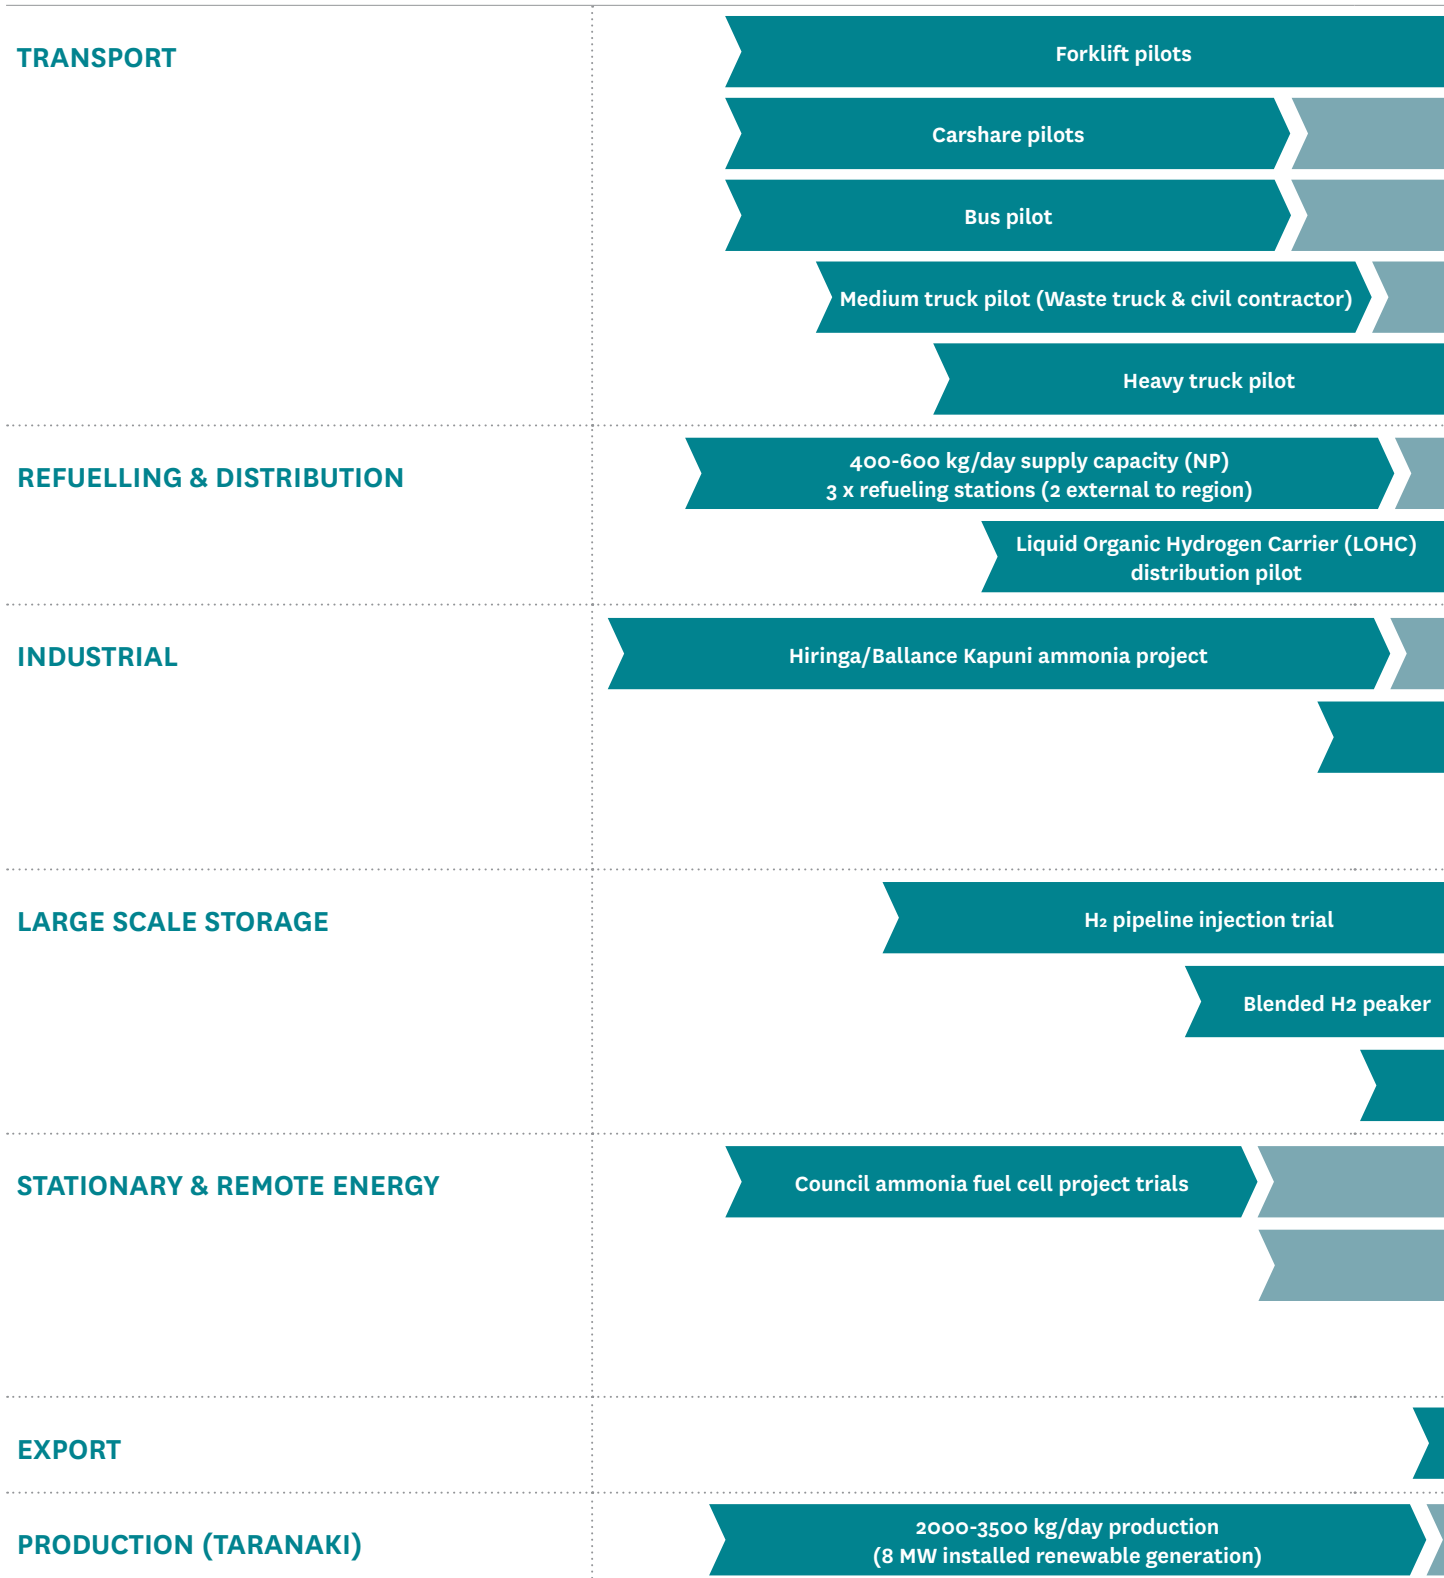 TRANSPORT
Forklift pilots
Carshare pilots
Bus pilot
Medium truck pilot (Waste truck & civil contractor)
Heavy truck pilot
REFUELLING & DISTRIBUTION
400-600 kg/day supply capacity (NP)
3 x refueling stations (2 external to region)
Liquid Organic Hydrogen Carrier (LOHC)
distribution pilot
INDUSTRIAL
Hiringa/Ballance Kapuni ammonia project
LARGE SCALE STORAGE
H₂ pipeline injection trial
Blended H2 peaker
STATIONARY & REMOTE ENERGY
Council ammonia fuel cell project trials
EXPORT
PRODUCTION (TARANAKI)
2000-3500 kg/day production
(8 MW installed renewable generation)